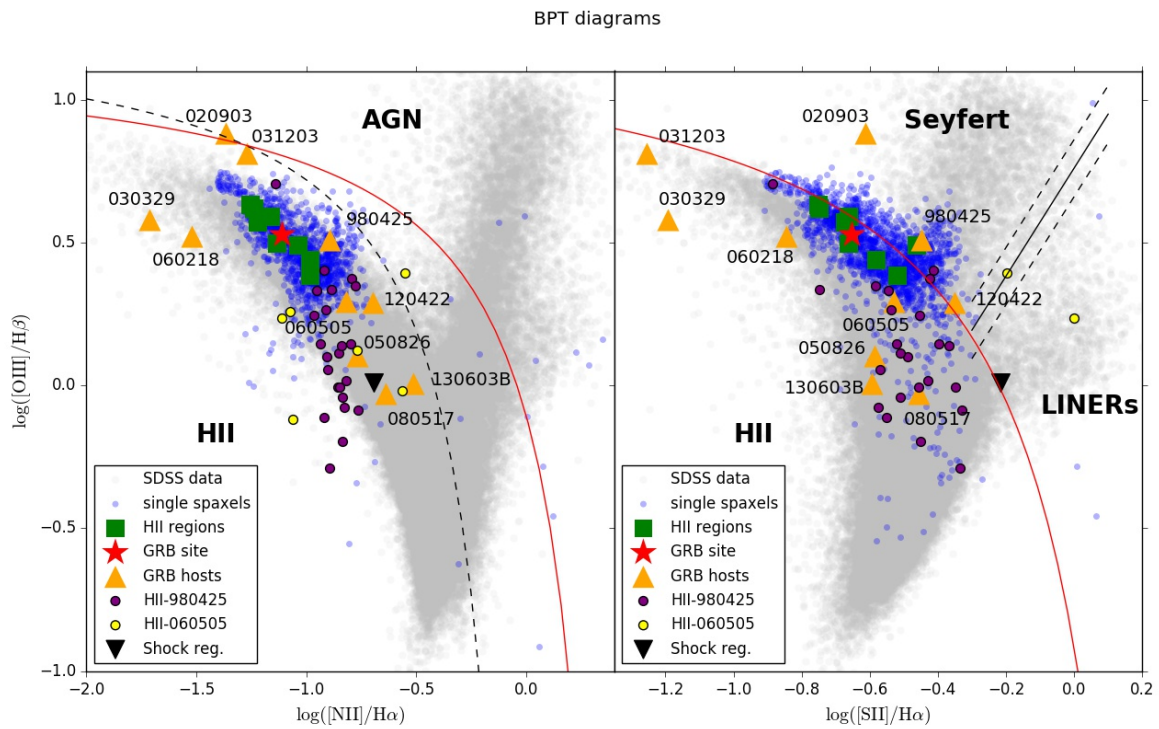 BPT diagrams
AGN
020903
031203
030329
060218
980425
120422
060505
050826
130603B
080517
HII
SDSS data
single spaxels
HII regions
GRB site
GRB hosts
HII-980425
HII-060505
Shock reg.
1.0
0.5
0.0
−0.5
−1.0
log([OIII]/Hβ)
−2.0 −1.5 −1.0 −0.5 0.0
log([NII]/Hα)
Seyfert
020903
031203
030329
060218
980425
120422
060505
050826
130603B
080517
LINERs
HII
SDSS data
single spaxels
HII regions
GRB site
GRB hosts
HII-980425
HII-060505
Shock reg.
−1.2 −1.0 −0.8 −0.6 −0.4 −0.2 0.0 0.2
log([SII]/Hα)